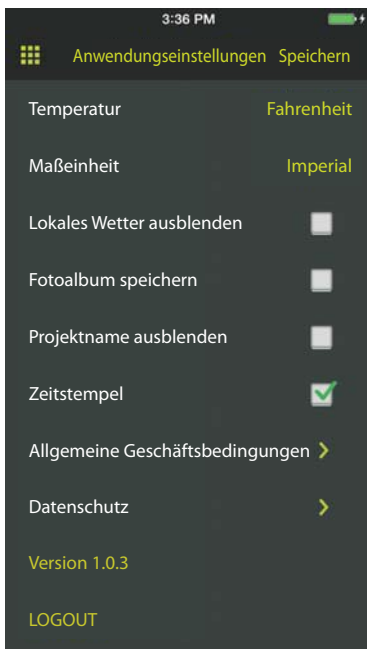 3:36 PM
Anwendungseinstellungen Speichern
Temperatur Fahrenheit
Maßeinheit Imperial
Lokales Wetter ausblenden
Fotoalbum speichern
Projektname ausblenden
Zeitstempel
Allgemeine Geschäftsbedingungen
Datenschutz
Version 1.0.3
LOGOUT